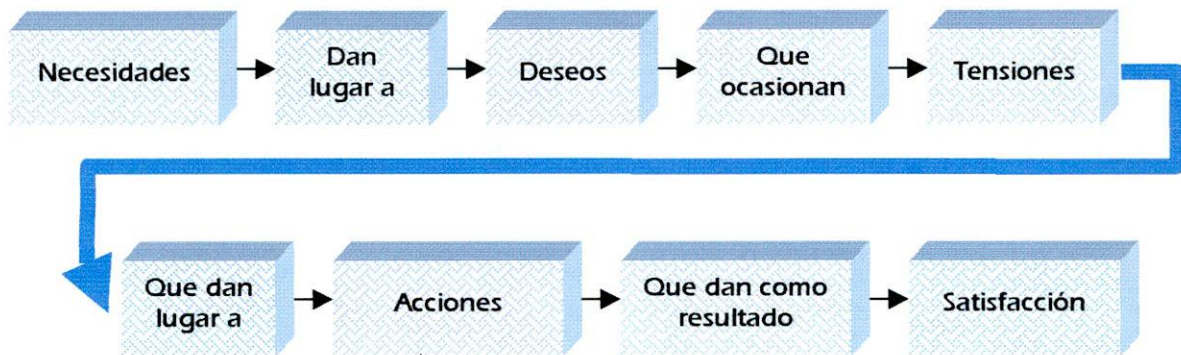 Necesidades
Dan
lugar a
Deseos
Que
ocasionan
Tensiones
Que dan
lugar a
Acciones
Que dan como
resultado
Satisfacción